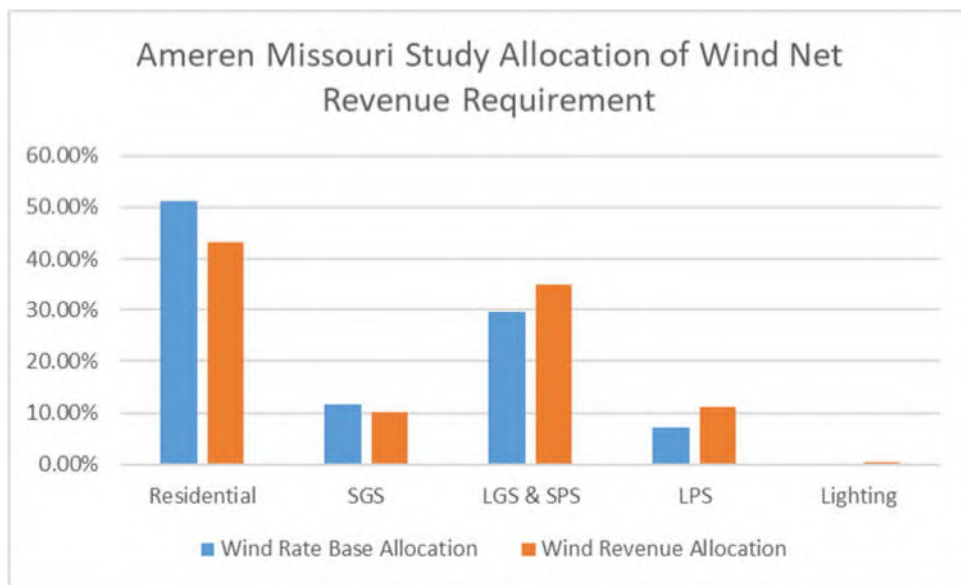 Ameren Missouri Study Allocation of Wind Net
Revenue Requirement
60.00%
50.00%
40.00%
30.00%
20.00%
10.00%
0.00%
Residential SGS LGS & SPS LPS Lighting
Wind Rate Base Allocation Wind Revenue Allocation